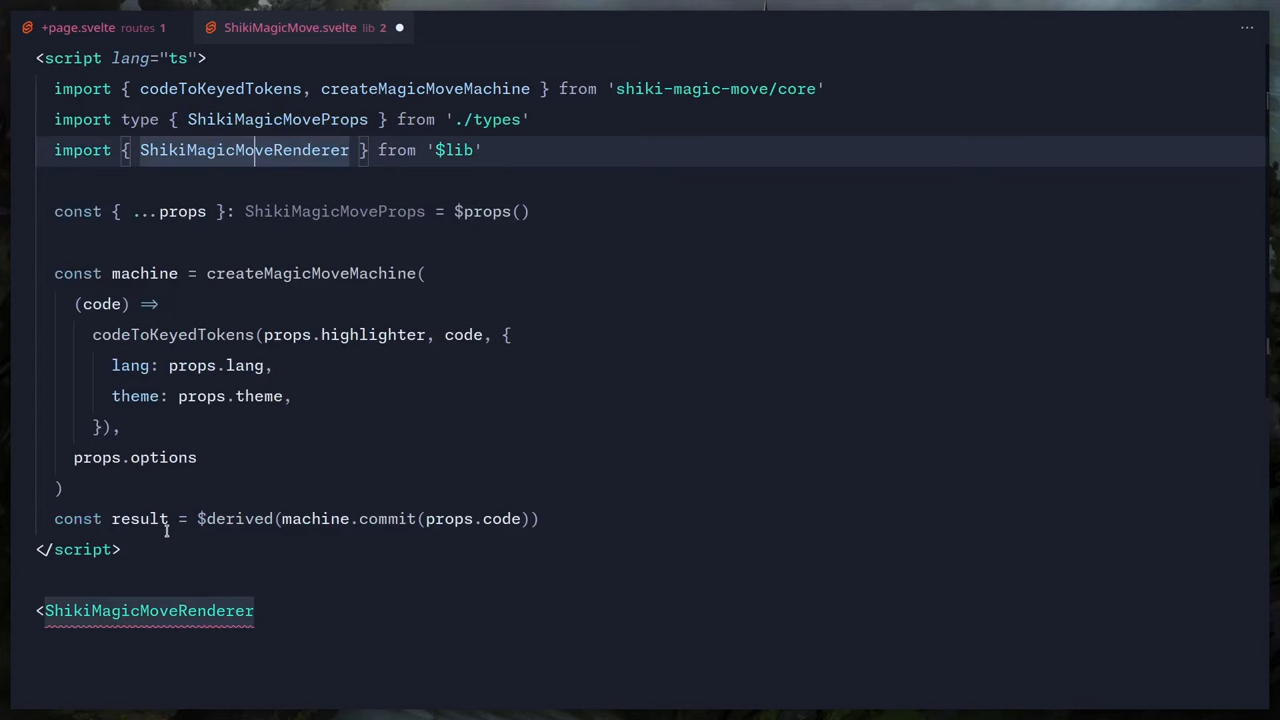 +page.svelte routes 1
ShikiMagicMove.svelte lib 2
<script lang="ts">
import { codeToKeyedTokens, createMagicMoveMachine } from 'shiki-magic-move/core'
import type { ShikiMagicMoveProps } from './types'
import { ShikiMagicMoveRenderer } from '$lib'
const { ...props }: ShikiMagicMoveProps = $props()
const machine = createMagicMoveMachine(
(code) ⇒
codeToKeyedTokens(props.highlighter, code, {
lang: props.lang,
theme: props.theme,
}),
props.options
)
const result = $derived(machine.commit(props.code))
</script>
<ShikiMagicMoveRenderer